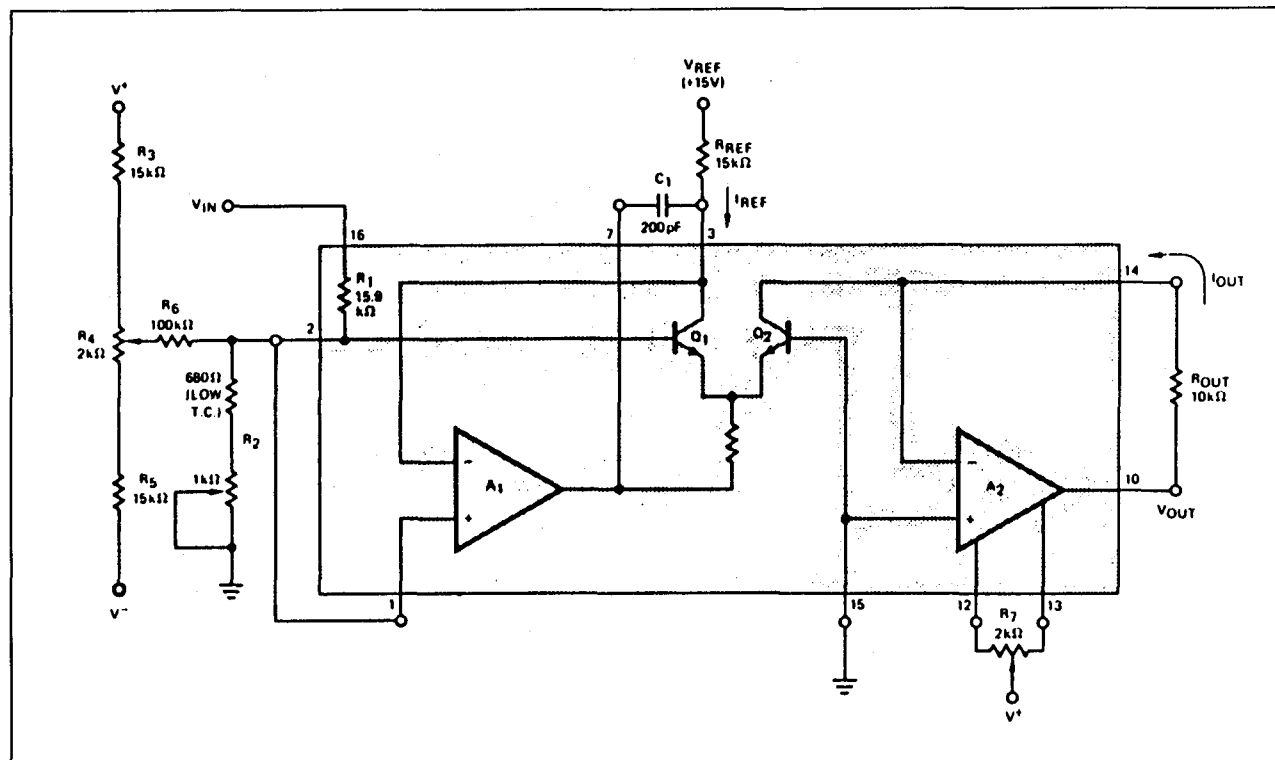 VREF
(+15V)
V+
RREF
15kΩ
R3
15kΩ
C1
IREF
VIN
200pF
7
3
16
14
IOUT
R1
15.9
kΩ
R6
100kΩ
2
R4
2kΩ
Q1
Q2
680Ω
(LOW
T.C.)
ROUT
10kΩ
R2
−
−
1kΩ
A1
A2
10
R5
15kΩ
+
+
VOUT
1
15
12
13
R7
2kΩ
V−
V+